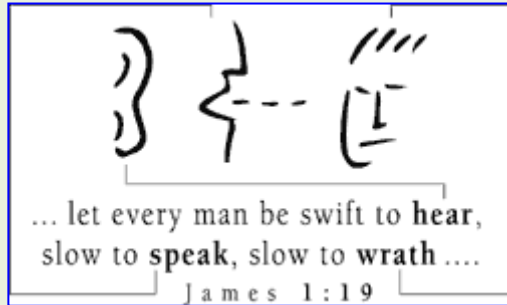 ... let every man be swift to hear,
slow to speak, slow to wrath ....
James 1:19